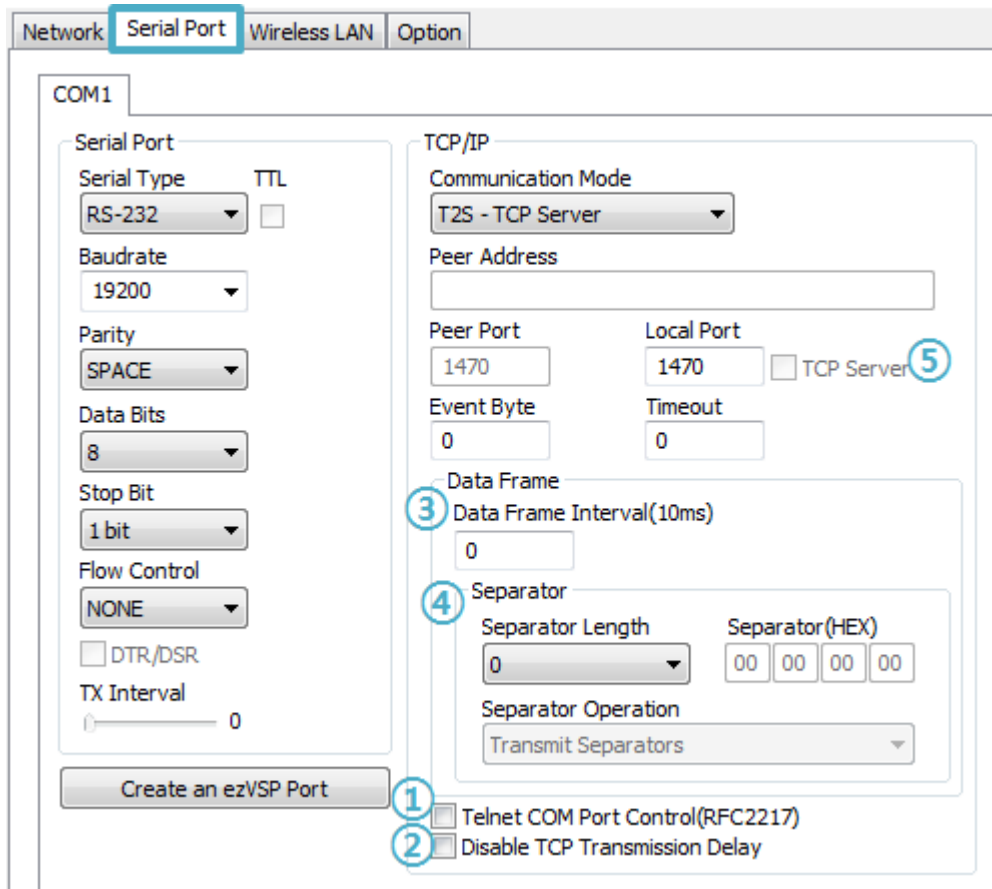 Network Serial Port Wireless LAN Option
COM1
Serial Port
Serial Type TTL
RS-232
Baudrate
19200
Parity
SPACE
Data Bits
8
Stop Bit
1 bit
Flow Control
NONE
DTR/DSR
TX Interval
0
Create an ezVSP Port
TCP/IP
Communication Mode
T2S - TCP Server
Peer Address
Peer Port Local Port
1470 1470 TCP Server ⑤
Event Byte Timeout
0 0
Data Frame
③ Data Frame Interval(10ms)
0
④ Separator
Separator Length Separator(HEX)
0 00 00 00 00
Separator Operation
Transmit Separators
① Telnet COM Port Control(RFC2217)
② Disable TCP Transmission Delay